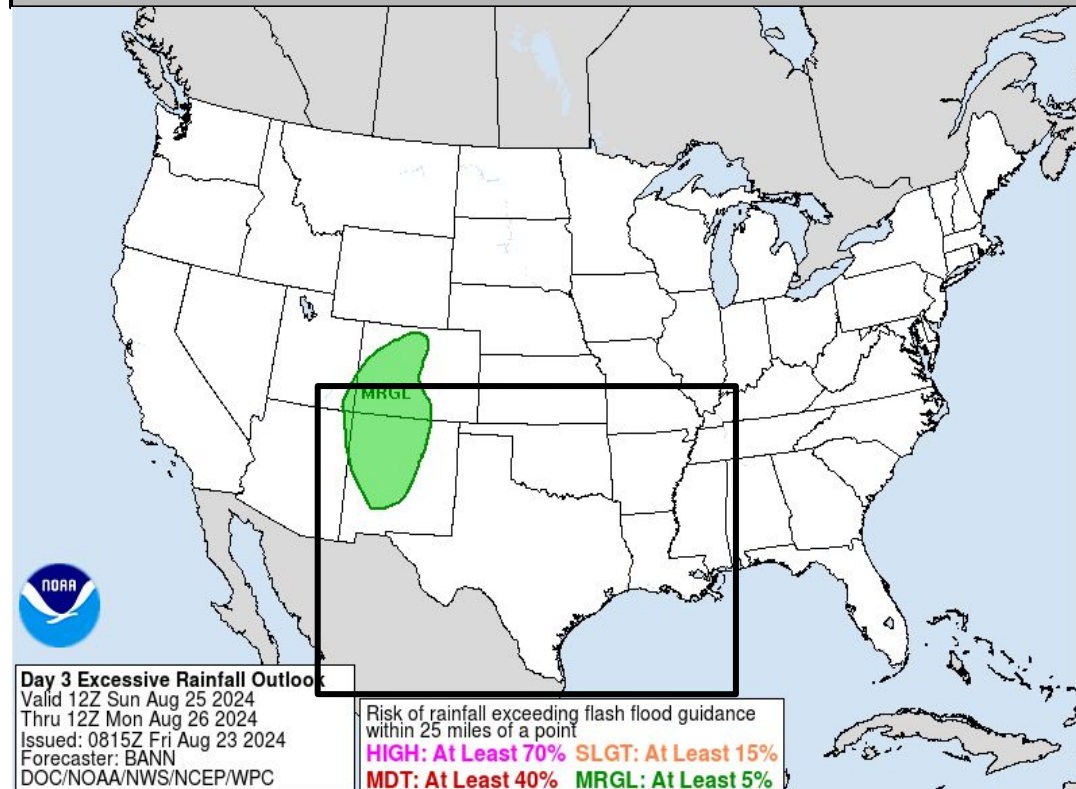 MRGL
NOAA
Day 3 Excessive Rainfall Outlook
Valid 12Z Sun Aug 25 2024
Thru 12Z Mon Aug 26 2024
Issued: 0815Z Fri Aug 23 2024
Forecaster: BANN
DOC/NOAA/NWS/NCEP/WPC
Risk of rainfall exceeding flash flood guidance
within 25 miles of a point
HIGH: At Least 70% SLGT: At Least 15%
MDT: At Least 40% MRGL: At Least 5%